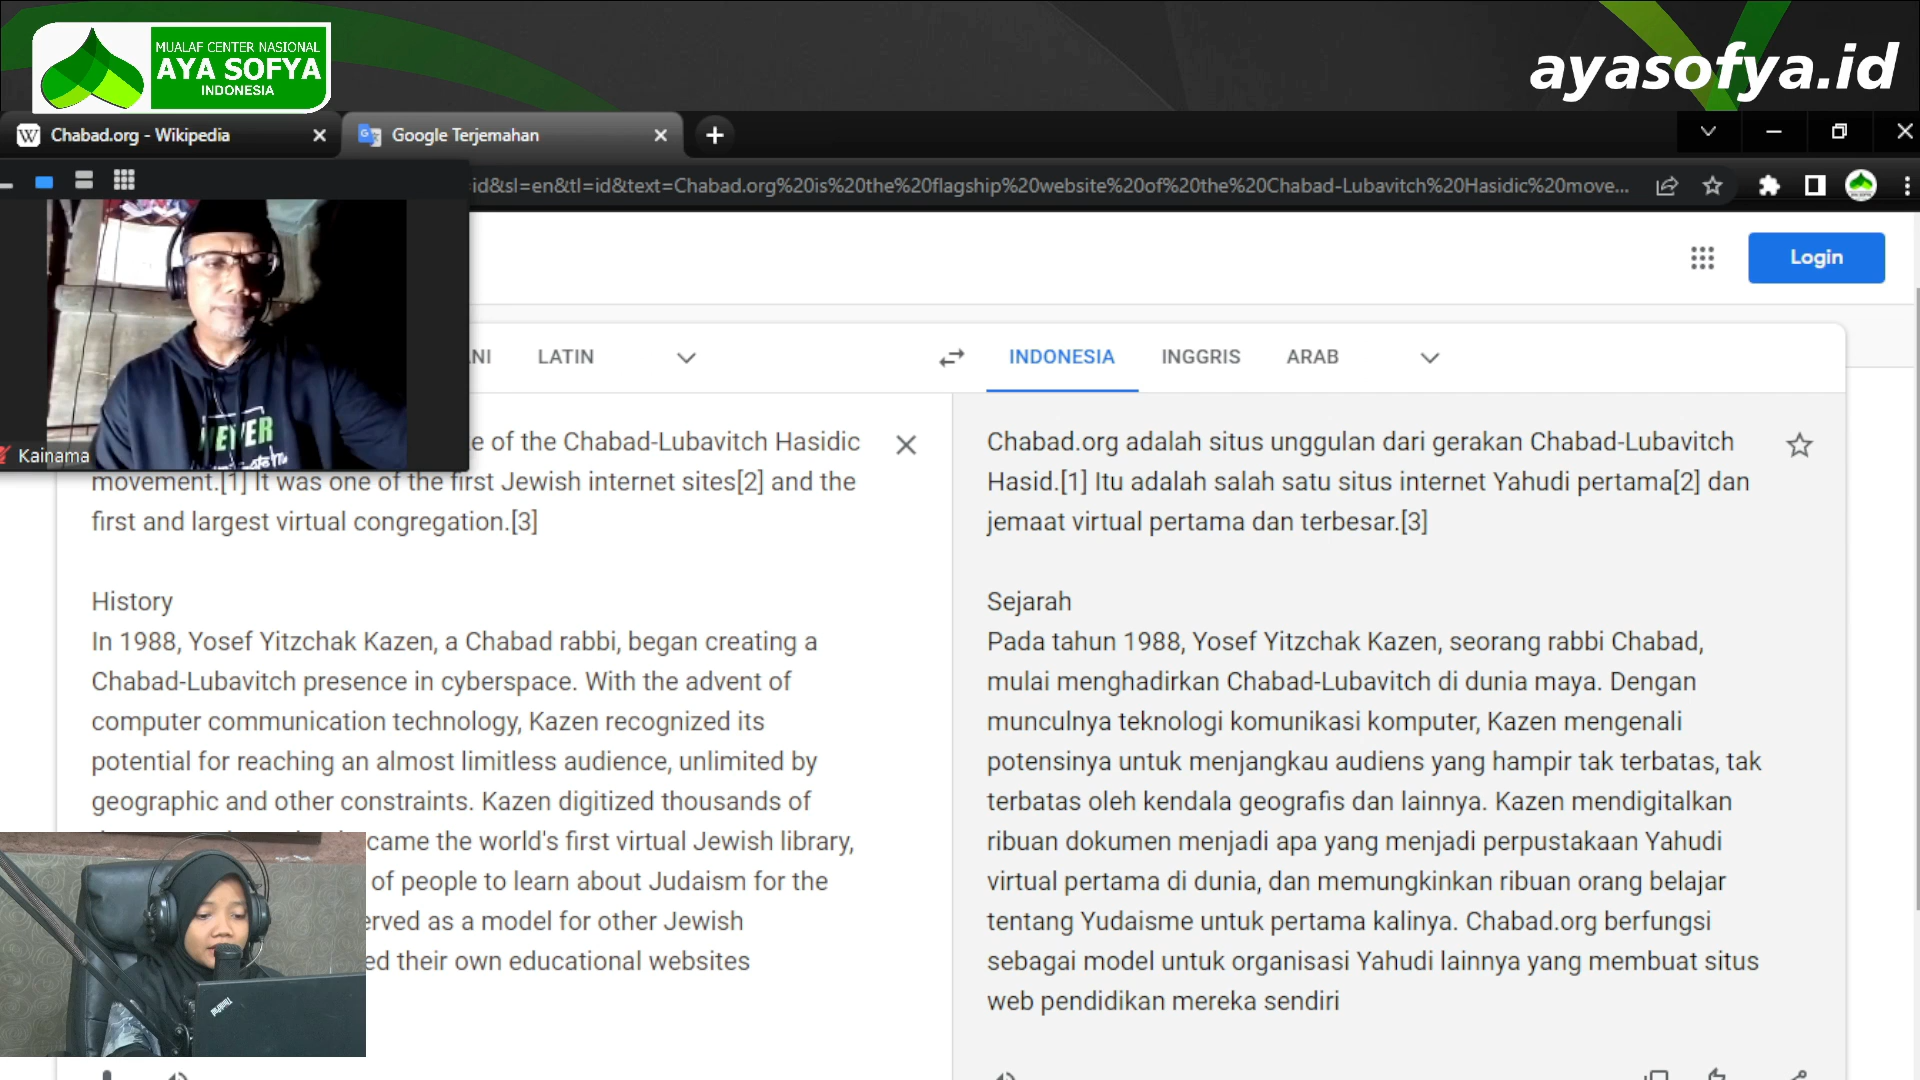 MUALAF CENTER NASIONAL
AYA SOFYA
INDONESIA
ayasofya.id
Chabad.org - Wikipedia
Google Terjemahan
id&sl=en&tl=id&text=Chabad.org%20is%20the%20flagship%20website%20of%20the%20Chabad-Lubavitch%20Hasidic%20move...
Login
NI
LATIN
INDONESIA
INGGRIS
ARAB
NEVER
Kainama
e of the Chabad-Lubavitch Hasidic
movement.[1] It was one of the first Jewish internet sites[2] and the
first and largest virtual congregation.[3]
History
In 1988, Yosef Yitzchak Kazen, a Chabad rabbi, began creating a
Chabad-Lubavitch presence in cyberspace. With the advent of
computer communication technology, Kazen recognized its
potential for reaching an almost limitless audience, unlimited by
geographic and other constraints. Kazen digitized thousands of
came the world's first virtual Jewish library,
of people to learn about Judaism for the
erved as a model for other Jewish
ed their own educational websites
Chabad.org adalah situs unggulan dari gerakan Chabad-Lubavitch
Hasid.[1] Itu adalah salah satu situs internet Yahudi pertama[2] dan
jemaat virtual pertama dan terbesar.[3]
Sejarah
Pada tahun 1988, Yosef Yitzchak Kazen, seorang rabbi Chabad,
mulai menghadirkan Chabad-Lubavitch di dunia maya. Dengan
munculnya teknologi komunikasi komputer, Kazen mengenali
potensinya untuk menjangkau audiens yang hampir tak terbatas, tak
terbatas oleh kendala geografis dan lainnya. Kazen mendigitalkan
ribuan dokumen menjadi apa yang menjadi perpustakaan Yahudi
virtual pertama di dunia, dan memungkinkan ribuan orang belajar
tentang Yudaisme untuk pertama kalinya. Chabad.org berfungsi
sebagai model untuk organisasi Yahudi lainnya yang membuat situs
web pendidikan mereka sendiri
ThinkPad